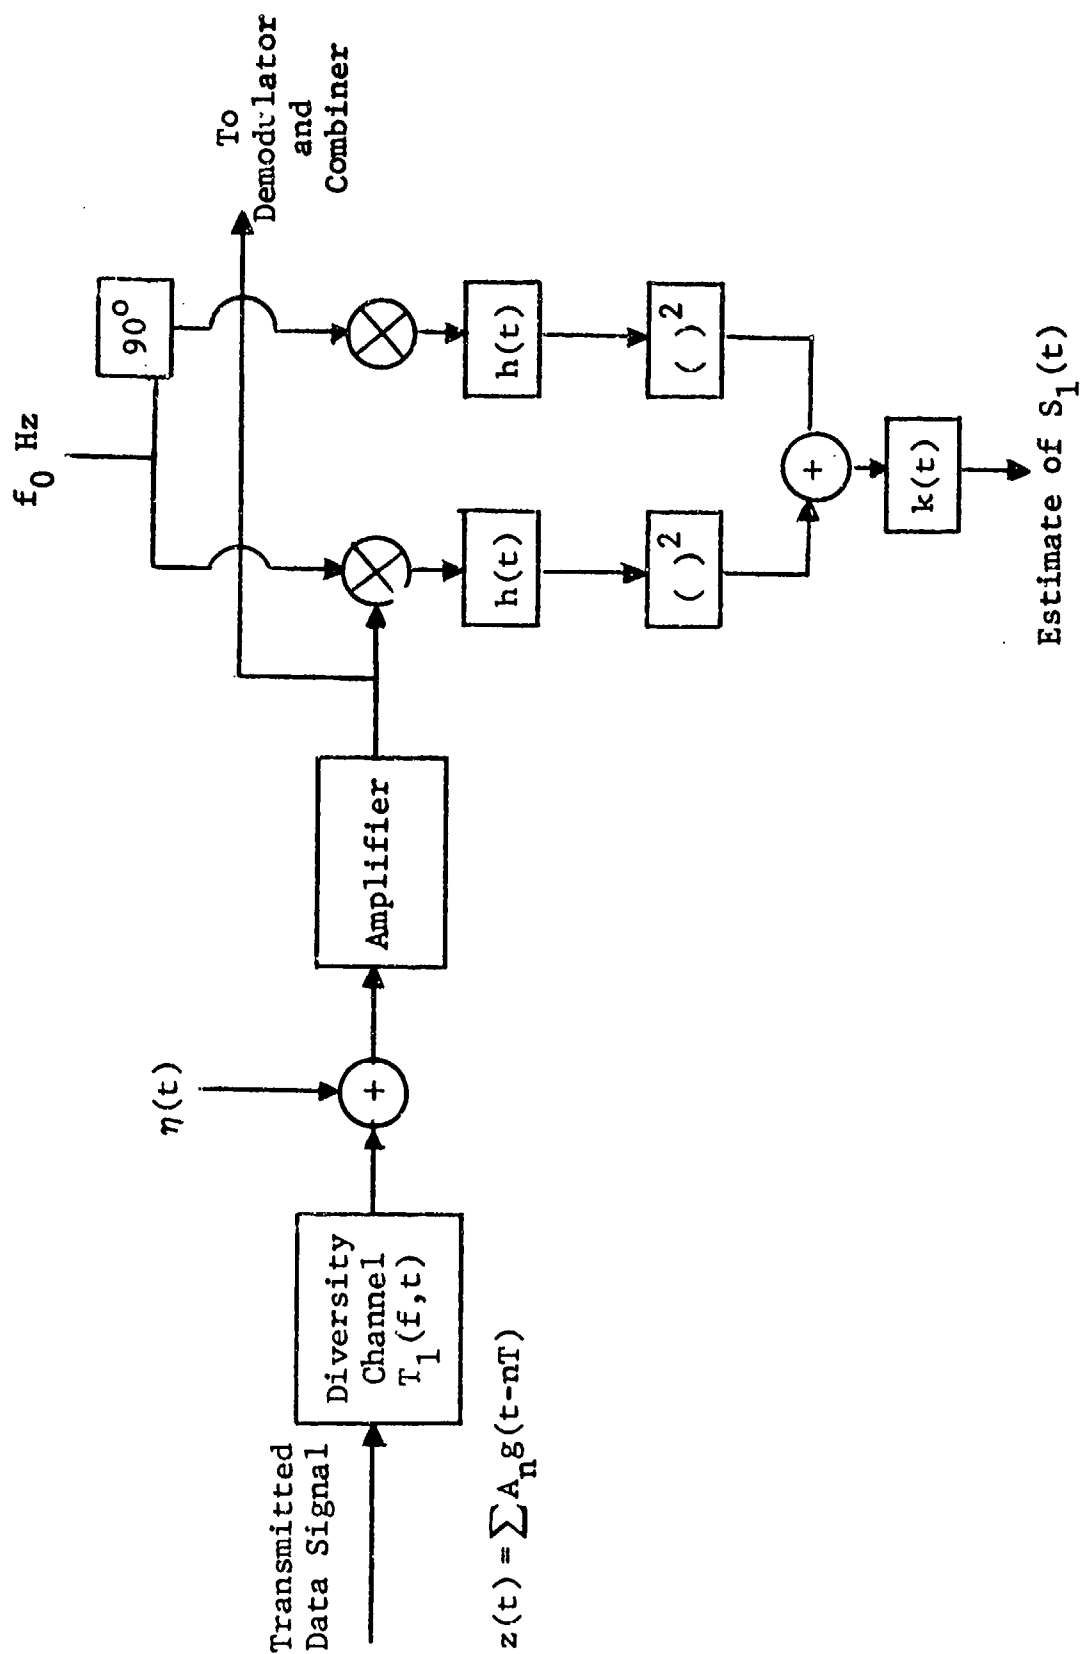 Transmitted
Data Signal
z(t) = ∑ A_n g(t-nT)
Diversity
Channel
T_1(f,t)
η(t)
+
Amplifier
f_0 Hz
90°
To
Demodulator
and
Combiner
h(t)
h(t)
( )^2
( )^2
+
k(t)
Estimate of S_1(t)